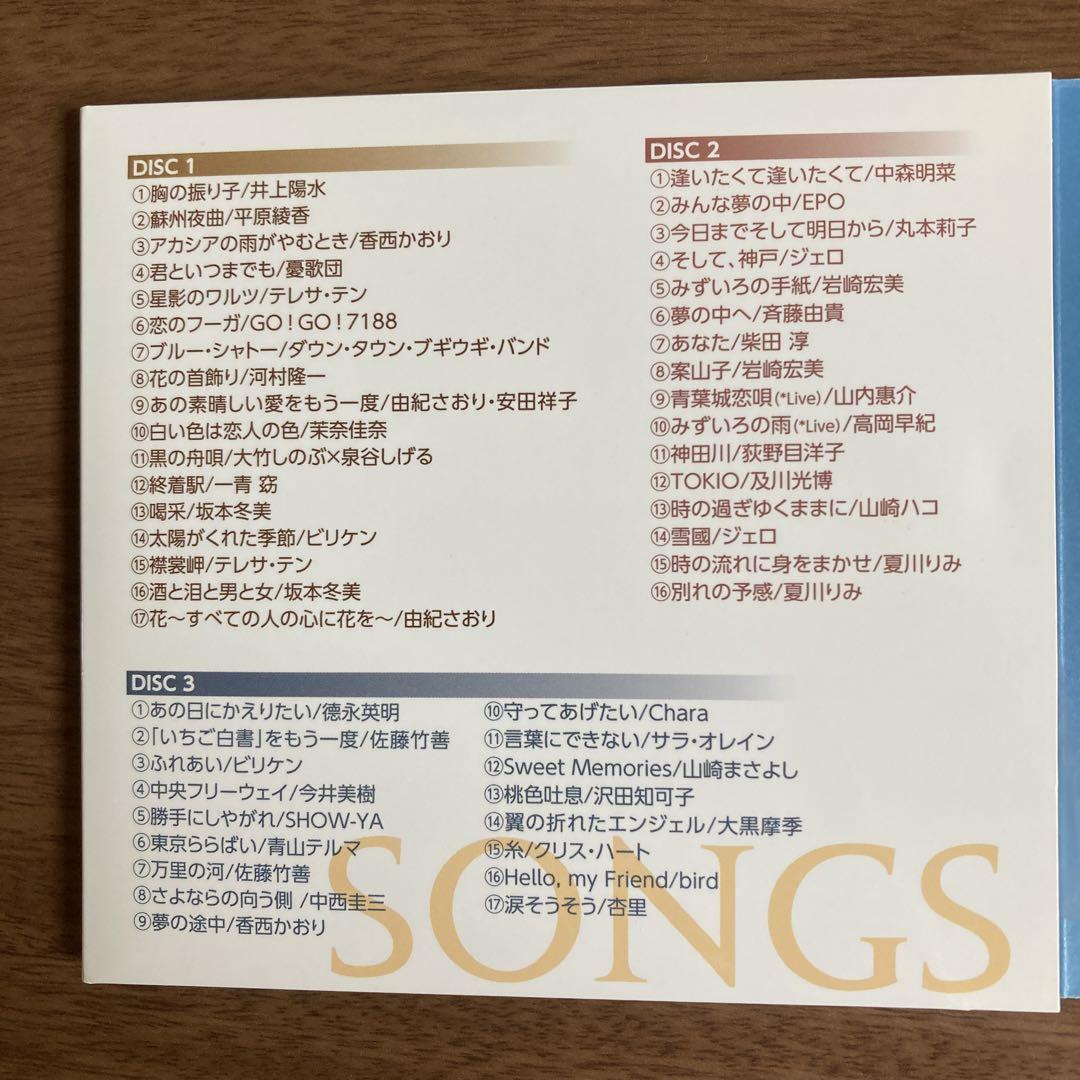 DISC 1
①胸の振り子/井上陽水
②蘇州夜曲/平原綾香
③アカシアの雨がやむとき/香西かおり
④君といつまでも/憂歌団
⑤星影のワルツ/テレサ・テン
⑥恋のフーガ/GO!GO!7188
⑦ブルー・シャトー/ダウン・タウン・ブギウギ・バンド
⑧花の首飾り/河村隆一
⑨あの素晴しい愛をもう一度/由紀さおり・安田祥子
⑩白い色は恋人の色/茉奈佳奈
⑪黒の舟唄/大竹しのぶ×泉谷しげる
⑫終着駅/一青 窈
⑬喝采/坂本冬美
⑭太陽がくれた季節/ビリケン
⑮襟裳岬/テレサ・テン
⑯酒と泪と男と女/坂本冬美
⑰花～すべての人の心に花を～/由紀さおり
DISC 2
①逢いたくて逢いたくて/中森明菜
②みんな夢の中/EPO
③今日までそして明日から/丸本莉子
④そして、神戸/ジェロ
⑤みずいろの手紙/岩崎宏美
⑥夢の中へ/斉藤由貴
⑦あなた/柴田 淳
⑧案山子/岩崎宏美
⑨青葉城恋唄(*Live)/山内惠介
⑩みずいろの雨(*Live)/高岡早紀
⑪神田川/荻野目洋子
⑫TOKIO/及川光博
⑬時の過ぎゆくままに/山崎ハコ
⑭雪國/ジェロ
⑮時の流れに身をまかせ/夏川りみ
⑯別れの予感/夏川りみ
DISC 3
①あの日にかえりたい/德永英明
②「いちご白書」をもう一度/佐藤竹善
③ふれあい/ビリケン
④中央フリーウェイ/今井美樹
⑤勝手にしやがれ/SHOW-YA
⑥東京ららばい/青山テルマ
⑦万里の河/佐藤竹善
⑧さよならの向う側 /中西圭三
⑨夢の途中/香西かおり
⑩守ってあげたい/Chara
⑪言葉にできない/サラ・オレイン
⑫Sweet Memories/山崎まさよし
⑬桃色吐息/沢田知可子
⑭翼の折れたエンジェル/大黒摩季
⑮糸/クリス・ハート
⑯Hello, my Friend/bird
⑰涙そうそう/杏里
SONGS